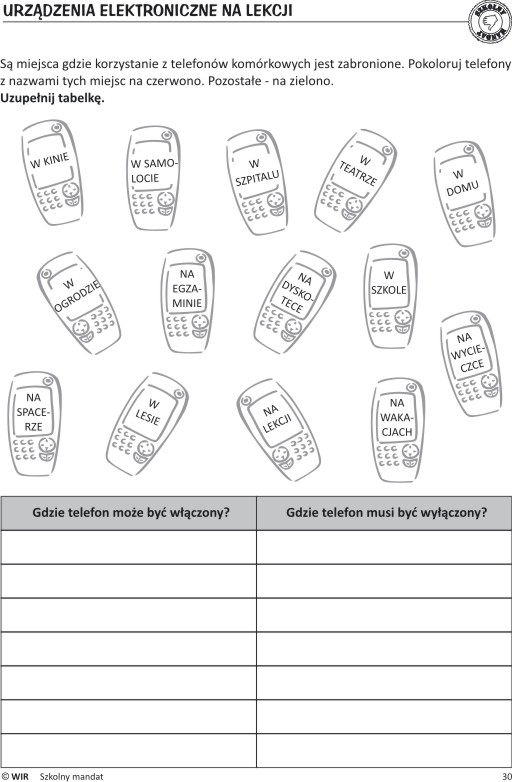 URZĄDZENIA ELEKTRONICZNE NA LEKCJI
SZKOLNY
MANDAT
Są miejsca gdzie korzystanie z telefonów komórkowych jest zabronione. Pokoloruj telefony
z nazwami tych miejsc na czerwono. Pozostałe - na zielono.
Uzupełnij tabelkę.
W KINIE
W SAMO-
LOCIE
W
SZPITALU
W
TEATRZE
W
DOMU
W
OGRODZIE
NA
EGZA-
MINIE
NA
DYSKO-
TECE
W
SZKOLE
NA
WYCIE-
CZCE
NA
SPACE-
RZE
W
LESIE
NA
LEKCJI
NA
WAKA-
CJACH
Gdzie telefon może być włączony? Gdzie telefon musi być wyłączony?
© WIR Szkolny mandat 30